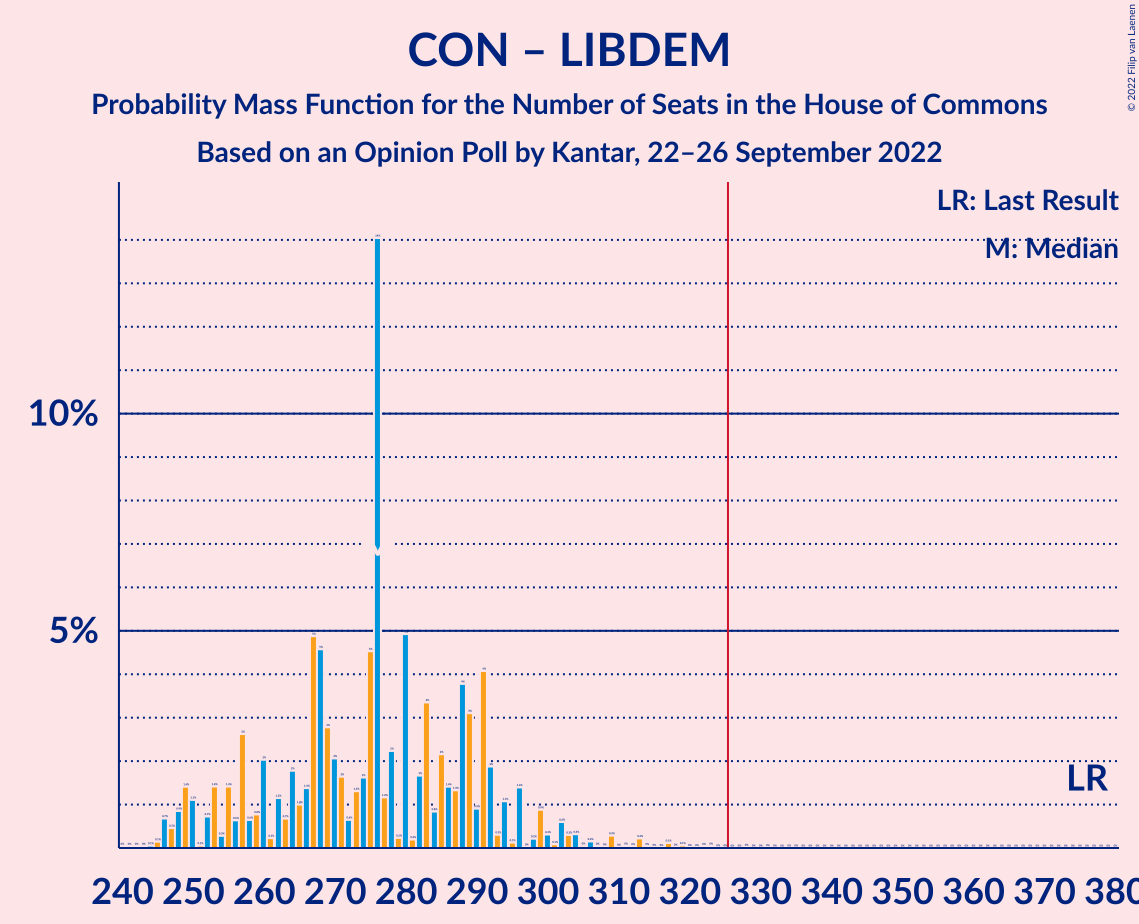 CON – LIBDEM
Probability Mass Function for the Number of Seats in the House of Commons
Based on an Opinion Poll by Kantar, 22–26 September 2022
© 2022 Filip van Laenen
LR: Last Result
M: Median
10%
5%
LR
240 250 260 270 280 290 300 310 320 330 340 350 360 370 380